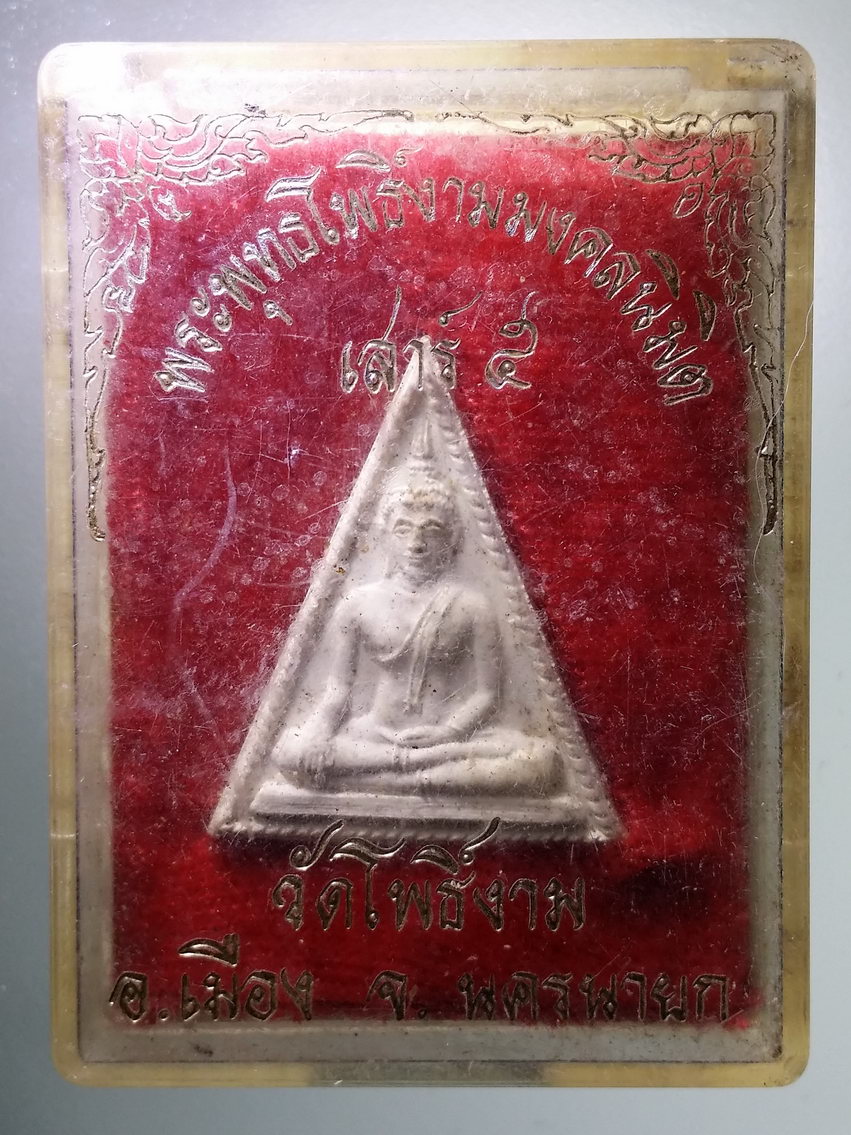 พระพุทธโพธิ์งามมงคลนิมิต
เสาร์ ๕
วัดโพธิ์งาม
อ.เมือง จ. นครนายก